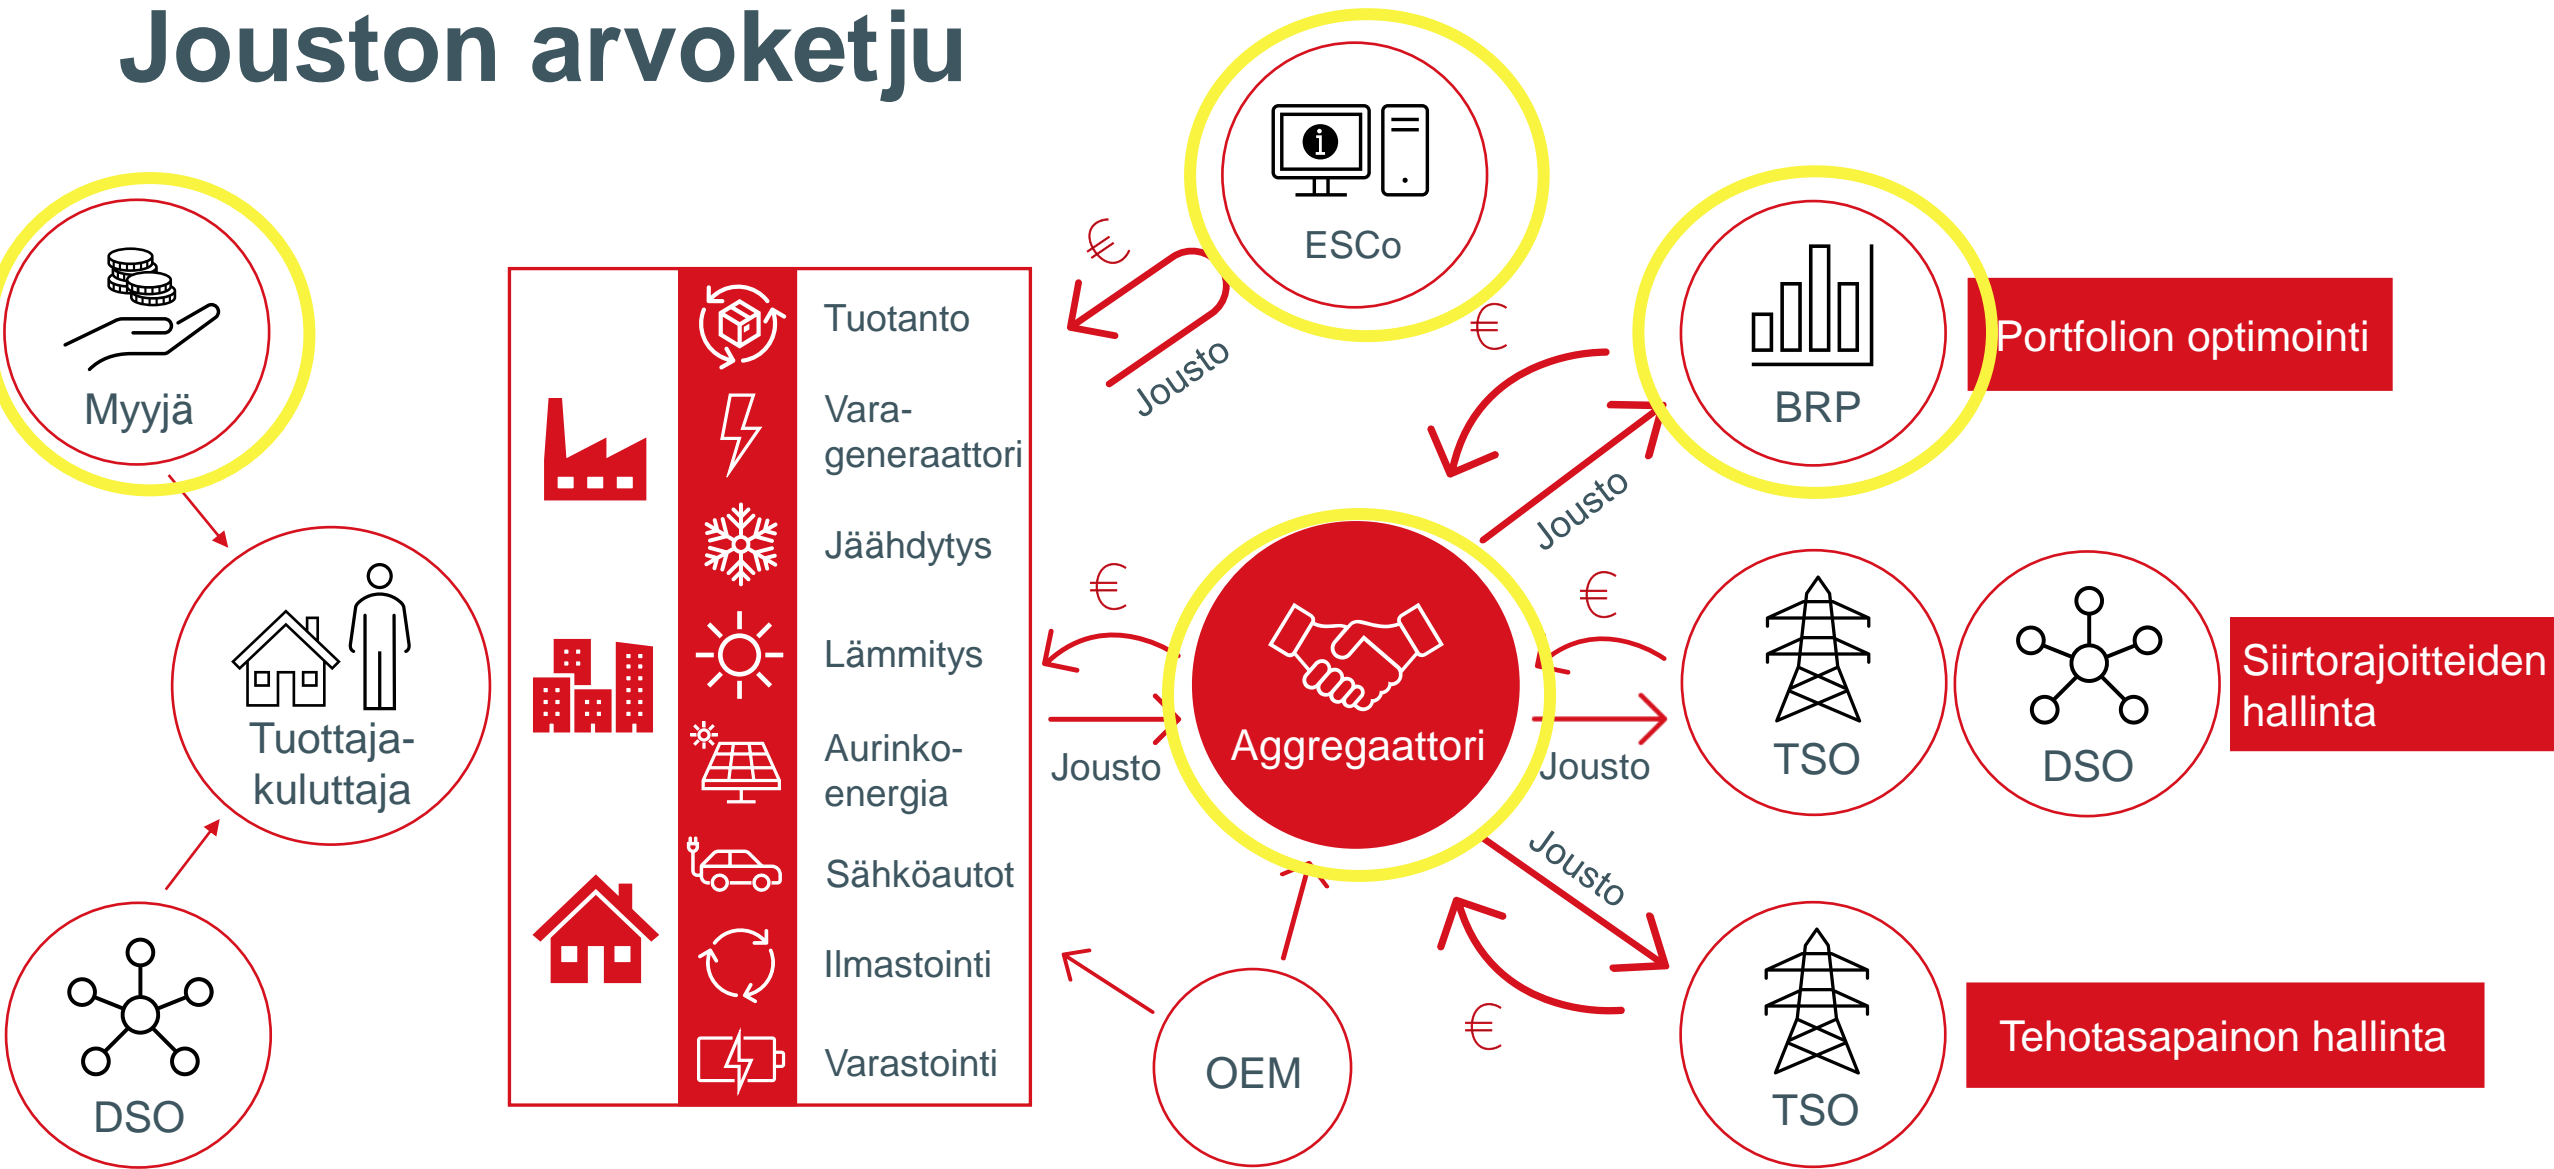 Jouston arvoketju
Myyjä
Tuottaja-
kuluttaja
DSO
Tuotanto
Vara-
generaattori
Jäähdytys
Lämmitys
Aurinko-
energia
Sähköautot
Ilmastointi
Varastointi
€
Jousto
ESCo
€
Jousto
Aggregaattori
OEM
€
Jousto
BRP
Portfolion optimointi
€
Jousto
TSO
DSO
Siirtorajoitteiden
hallinta
Jousto
€
TSO
Tehotasapainon hallinta